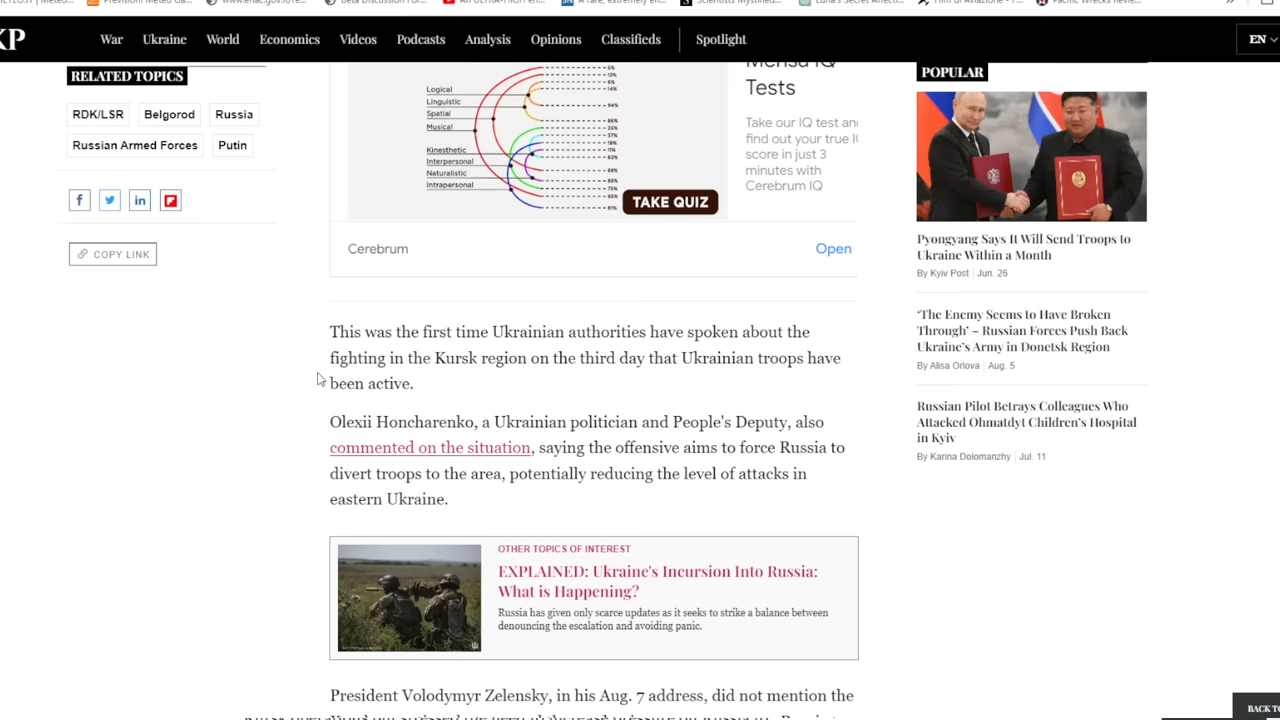 KP
War Ukraine World Economics Videos Podcasts Analysis Opinions Classifieds Spotlight
EN
RELATED TOPICS
RDK/LSR Belgorod Russia
Russian Armed Forces Putin
COPY LINK
Logical
Linguistic
Spatial
Musical
Kinesthetic
Interpersonal
Naturalistic
Intrapersonal
TAKE QUIZ
Mensa IQ
Tests
Take our IQ test and
find out your true IQ
score in just 3
minutes with
Cerebrum IQ
Cerebrum
Open
This was the first time Ukrainian authorities have spoken about the
fighting in the Kursk region on the third day that Ukrainian troops have
been active.
Olexii Honcharenko, a Ukrainian politician and People's Deputy, also
commented on the situation, saying the offensive aims to force Russia to
divert troops to the area, potentially reducing the level of attacks in
eastern Ukraine.
OTHER TOPICS OF INTEREST
EXPLAINED: Ukraine's Incursion Into Russia:
What is Happening?
Russia has given only scarce updates as it seeks to strike a balance between
denouncing the escalation and avoiding panic.
President Volodymyr Zelensky, in his Aug. 7 address, did not mention the
POPULAR
Pyongyang Says It Will Send Troops to
Ukraine Within a Month
By Kyiv Post | Jun. 26
‘The Enemy Seems to Have Broken
Through’ – Russian Forces Push Back
Ukraine's Army in Donetsk Region
By Alisa Orlova | Aug. 5
Russian Pilot Betrays Colleagues Who
Attacked Ohmatdyt Children's Hospital
in Kyiv
By Karina Dolomanzhy | Jul. 11
BACK TO